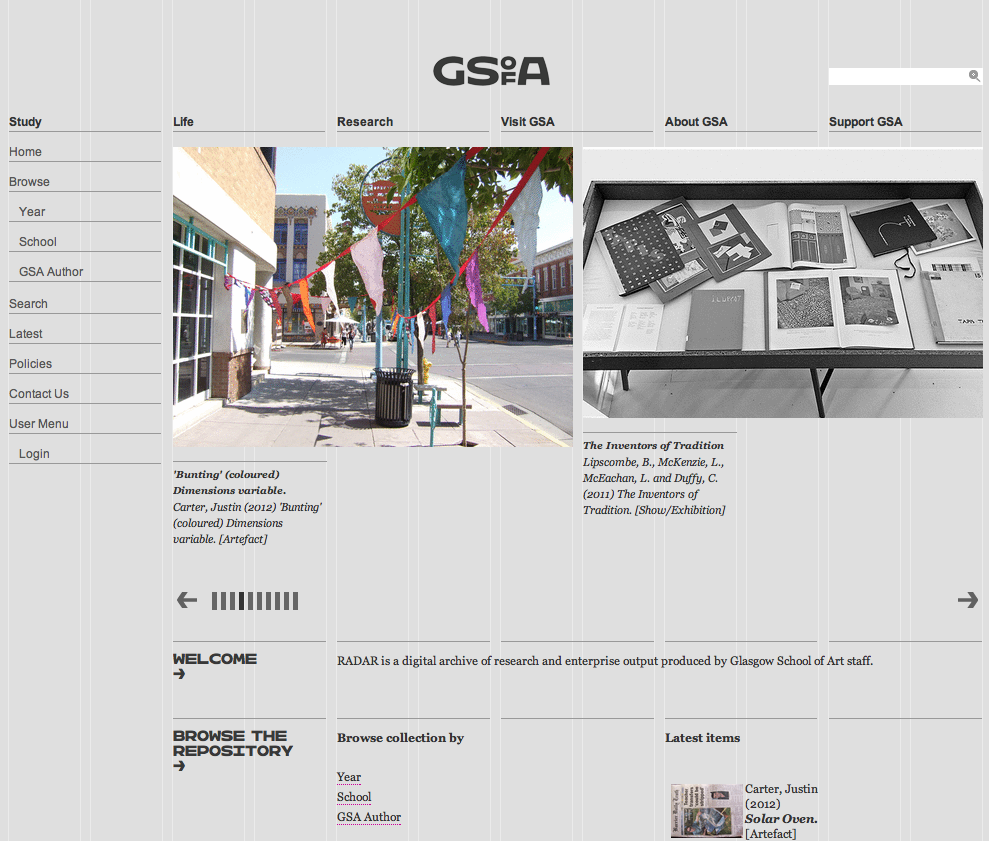 GSOFA
Study
Life
Research
Visit GSA
About GSA
Support GSA
Home
Browse
Year
School
GSA Author
Search
Latest
Policies
Contact Us
User Menu
Login
'Bunting' (coloured)
Dimensions variable.
Carter, Justin (2012) 'Bunting'
(coloured) Dimensions
variable. [Artefact]
The Inventors of Tradition
Lipscombe, B., McKenzie, L.,
McEachan, L. and Duffy, C.
(2011) The Inventors of
Tradition. [Show/Exhibition]
WELCOME
RADAR is a digital archive of research and enterprise output produced by Glasgow School of Art staff.
BROWSE THE
REPOSITORY
Browse collection by
Year
School
GSA Author
Latest items
Carter, Justin
(2012)
Solar Oven.
[Artefact]